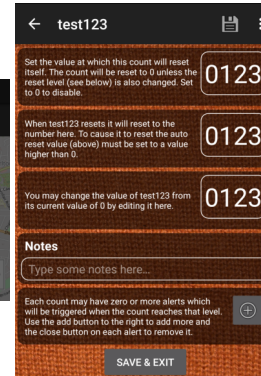 test123
Set the value at which this count will reset
itself. The count will be reset to 0 unless the
reset level (see below) is also changed. Set
to 0 to disable.
0123
When test123 resets it will reset to the
number here. To cause it to reset the auto
reset value (above) must be set to a value
higher than 0.
0123
You may change the value of test123 from
its current value of 0 by editing it here.
0123
Notes
Type some notes here...
Each count may have zero or more alerts which
will be triggered when the count reaches that level.
Use the add button to the right to add more and
the close button on each alert to remove it.
SAVE & EXIT